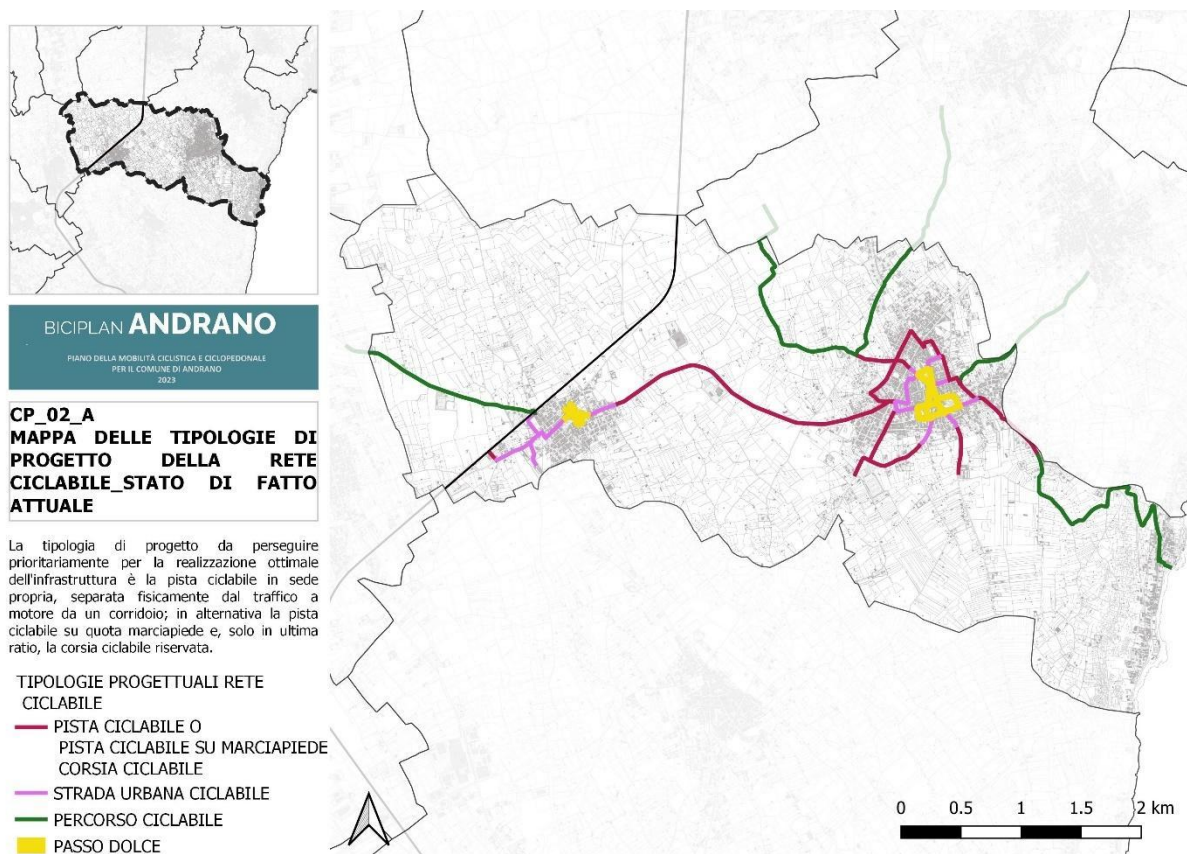 BICIPLAN ANDRANO
PIANO DELLA MOBILITÀ CICLISTICA E CICLOPEDONALE
PER IL COMUNE DI ANDRANO
2023
CP_02_A
MAPPA DELLE TIPOLOGIE DI
PROGETTO DELLA RETE
CICLABILE_STATO DI FATTO
ATTUALE
La tipologia di progetto da perseguire
prioritariamente per la realizzazione ottimale
dell'infrastruttura è la pista ciclabile in sede
propria, separata fisicamente dal traffico a
motore da un corridoio; in alternativa la pista
ciclabile su quota marciapiede e, solo in ultima
ratio, la corsia ciclabile riservata.
TIPOLOGIE PROGETTUALI RETE
CICLABILE
PISTA CICLABILE O
PISTA CICLABILE SU MARCIAPIEDE
CORSIA CICLABILE
STRADA URBANA CICLABILE
PERCORSO CICLABILE
PASSO DOLCE
0 0.5 1 1.5 2 km